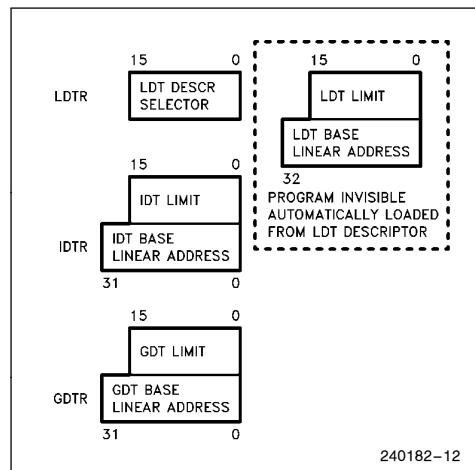 15 0
LDTR
LDT DESCR
SELECTOR
15 0
LDT LIMIT
LDT BASE
LINEAR ADDRESS
32
PROGRAM INVISIBLE
AUTOMATICALLY LOADED
FROM LDT DESCRIPTOR
15 0
IDT LIMIT
IDTR
IDT BASE
LINEAR ADDRESS
31 0
15 0
GDT LIMIT
GDTR
GDT BASE
LINEAR ADDRESS
31 0
240182-12